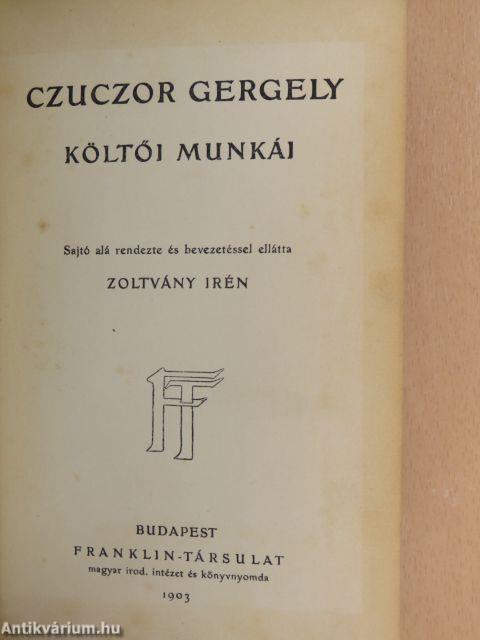 CZUCZOR GERGELY
KÖLTŐI MUNKÁI
Sajtó alá rendezte és bevezetéssel ellátta
ZOLTVÁNY IRÉN
FT
BUDAPEST
FRANKLIN-TÁRSULAT
magyar irod. intézet és könyvnyomda
1903
Antikvárium.hu